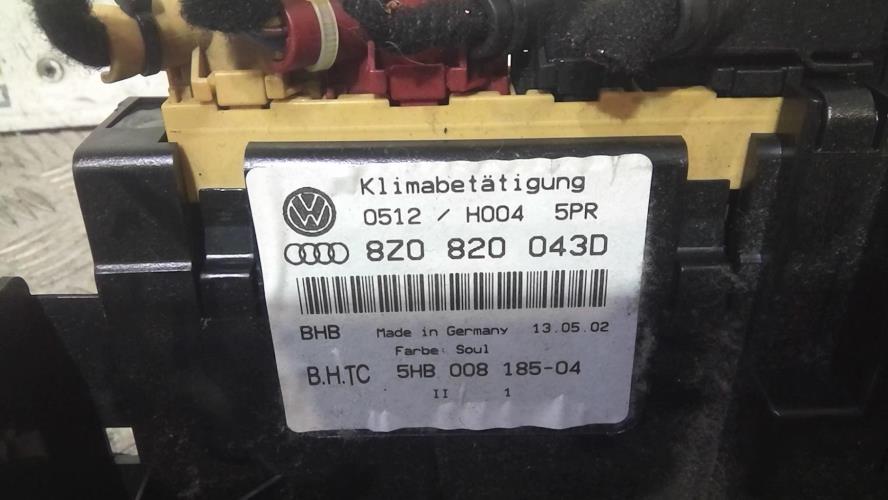 Klimabetätigung
0512 / H004 5PR
8Z0 820 043D
BHB Made in Germany 13.05.02
Farbe: Soul
B.H.TC 5HB 008 185-04
II 1